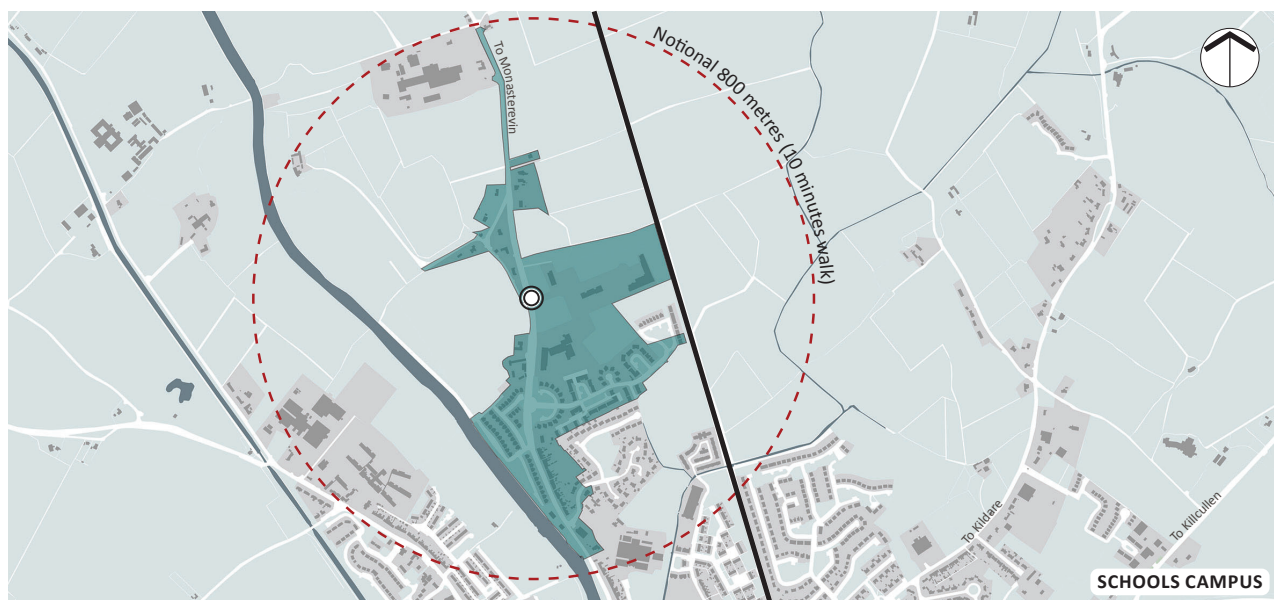 To Monasterevin
Notional 800 metres (10 minutes walk)
To Kildare
To Killcullen
SCHOOLS CAMPUS